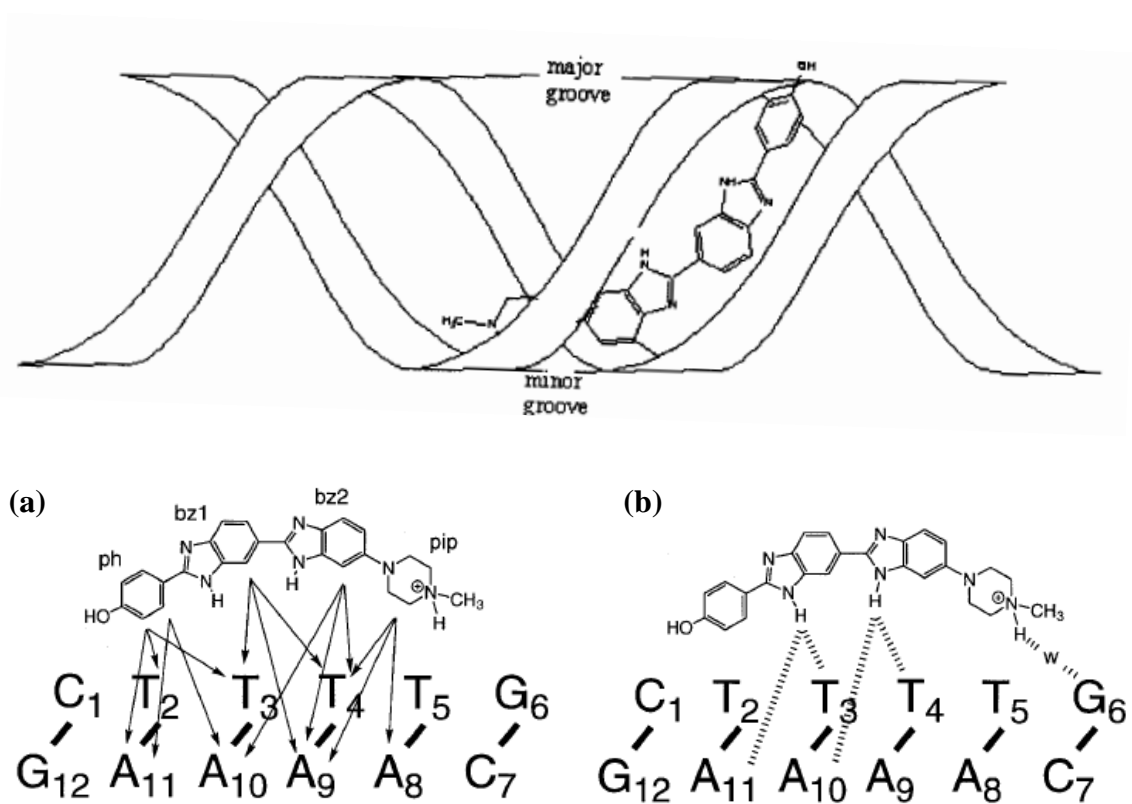 major
groove
OH
NH
N
H
N
N
H₃C
N
minor
groove
(a)
bz1
bz2
ph
pip
N
N
N
H
N
H
N
N
⊕
CH₃
H
HO
C₁ T₂ T₃ T₄ T₅ G₆
G₁₂ A₁₁ A₁₀ A₉ A₈ C₇
(b)
N
N
N
H
N
H
N
N
⊕
CH₃
H
W
HO
C₁ T₂ T₃ T₄ T₅ G₆
G₁₂ A₁₁ A₁₀ A₉ A₈ C₇